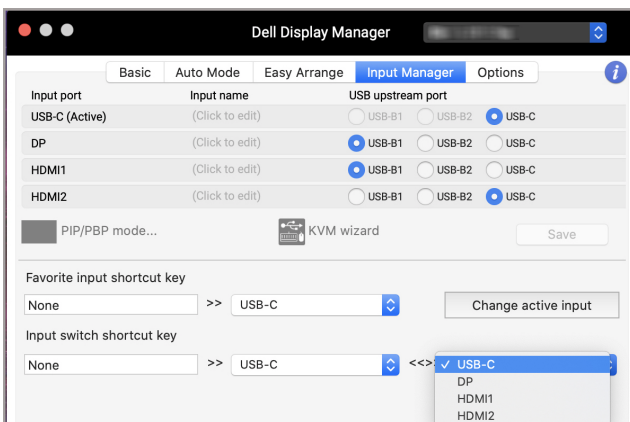 Dell Display Manager
Basic Auto Mode Easy Arrange Input Manager Options i
Input port Input name USB upstream port
USB-C (Active) (Click to edit) USB-B1 USB-B2 USB-C
DP (Click to edit) USB-B1 USB-B2 USB-C
HDMI1 (Click to edit) USB-B1 USB-B2 USB-C
HDMI2 (Click to edit) USB-B1 USB-B2 USB-C
PIP/PBP mode... KVM wizard Save
Favorite input shortcut key
None >> USB-C Change active input
Input switch shortcut key
None >> USB-C <<>> ✓ USB-C
DP
HDMI1
HDMI2